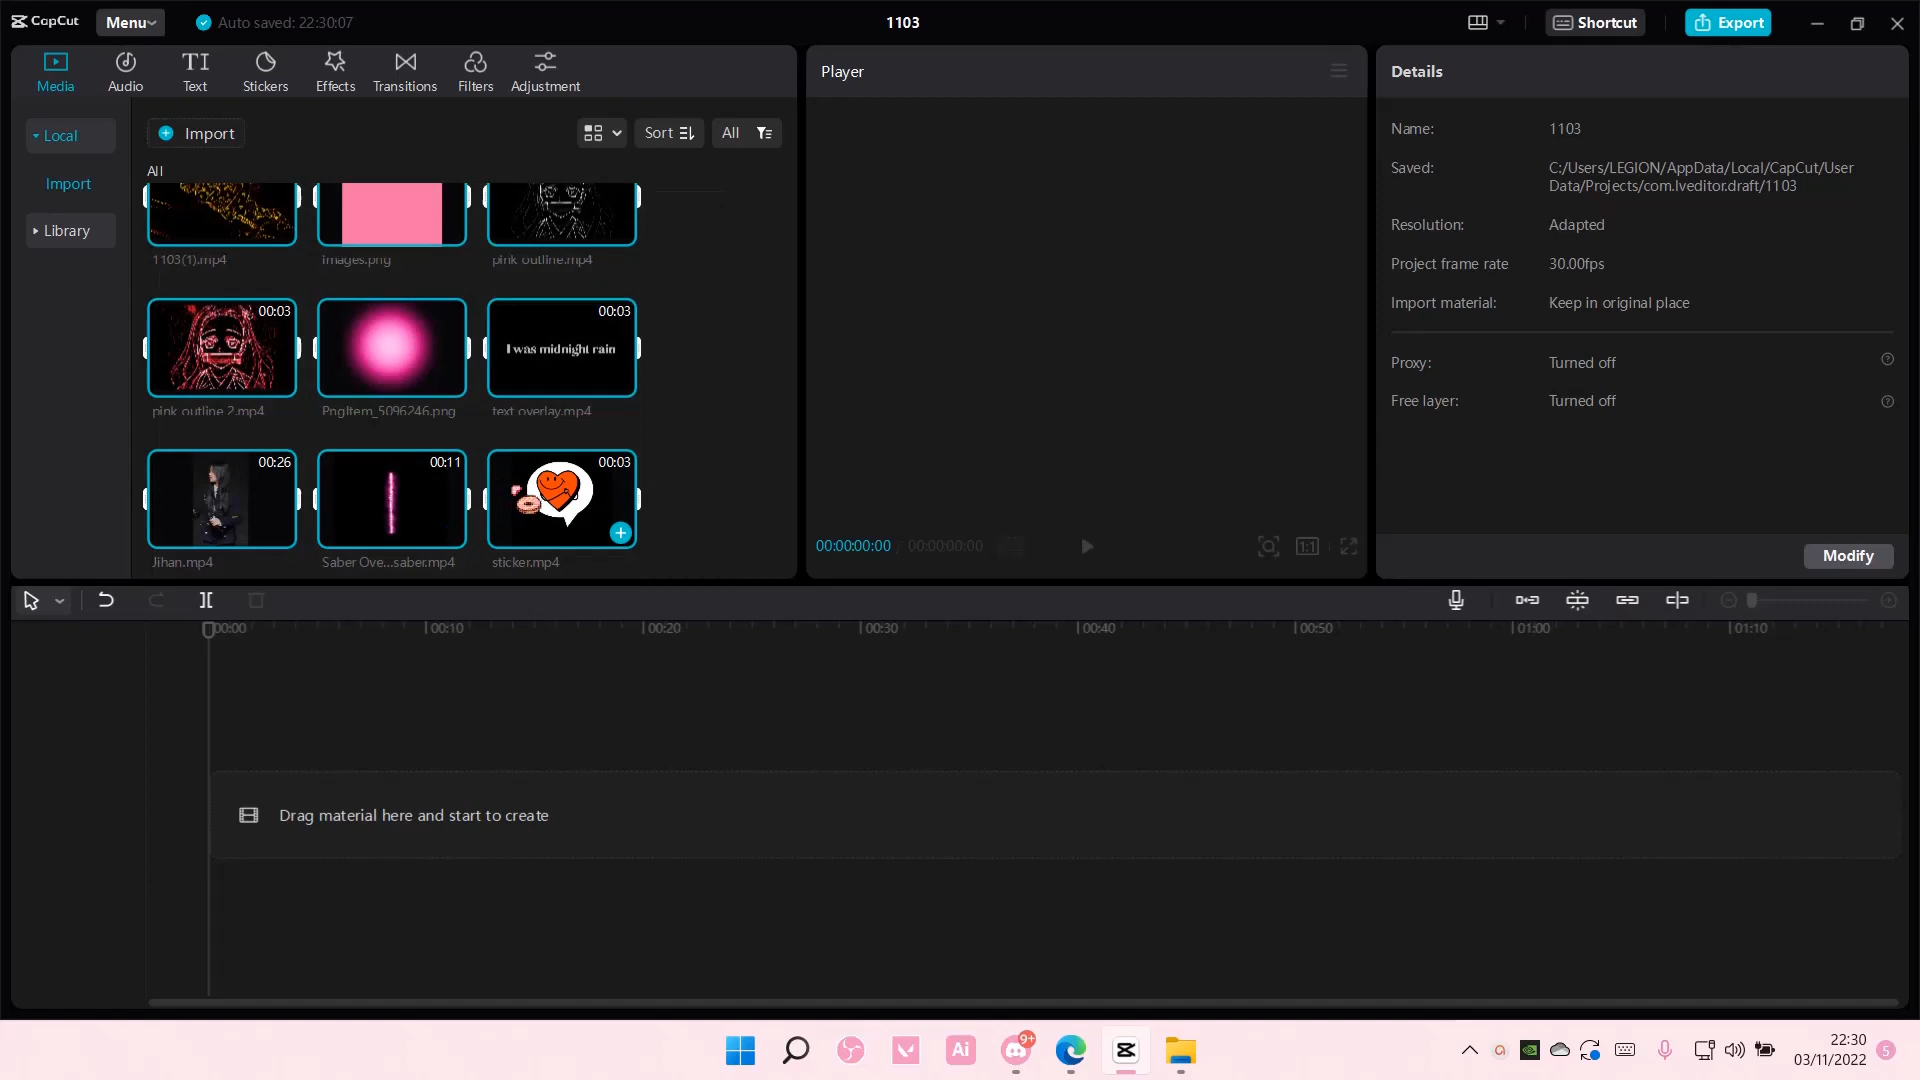 CapCut
Menu
Auto saved: 22:30:07
1103
Shortcut
Export
Media
Audio
TI
Text
Stickers
Effects
Transitions
Filters
Adjustment
Player
Details
Local
Import
Library
Import
Sort
All
All
1103(1).mp4
images.png
pink outline.mp4
00:03
00:03
I was midnight rain
pink outline 2.mp4
PngItem_5096246.png
text overlay.mp4
00:26
00:11
00:03
Jihan.mp4
Saber Ove...saber.mp4
sticker.mp4
00:00:00:00 / 00:00:00:00
1:1
Name: 1103
Saved: C:/Users/LEGION/AppData/Local/CapCut/User
Data/Projects/com.lveditor.draft/1103
Resolution: Adapted
Project frame rate 30.00fps
Import material: Keep in original place
Proxy: Turned off
Free layer: Turned off
Modify
00:00
00:10
00:20
00:30
00:40
00:50
01:00
01:10
Drag material here and start to create
Ai
9+
22:30
03/11/2022
5